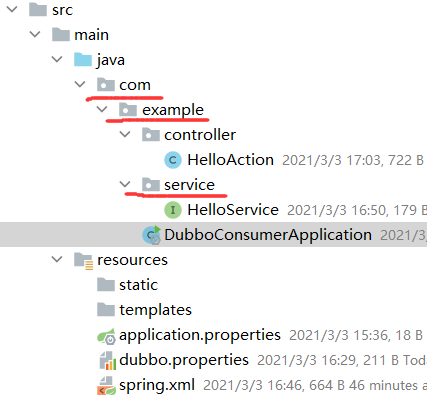 src
main
java
com
example
controller
HelloAction 2021/3/3 17:03, 722 B
service
HelloService 2021/3/3 16:50, 179 B
DubboConsumerApplication 2021/3/
resources
static
templates
application.properties 2021/3/3 15:36, 18 B
dubbo.properties 2021/3/3 16:29, 211 B Toda
spring.xml 2021/3/3 16:46, 664 B 46 minutes a